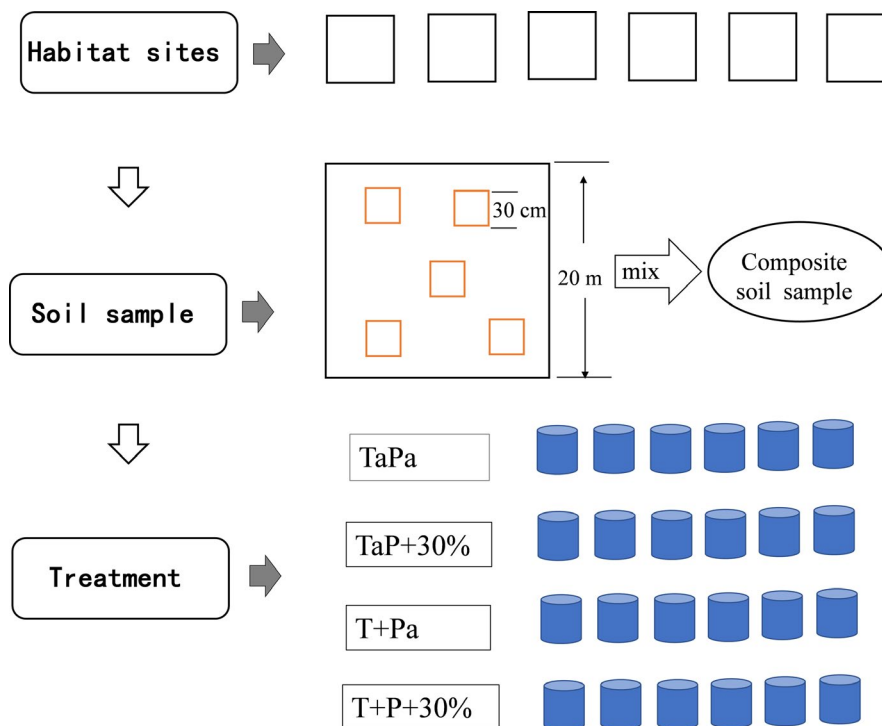 Habitat sites
30 cm
20 m
mix
Composite
soil sample
Soil sample
TaPa
TaP+30%
Treatment
T+Pa
T+P+30%